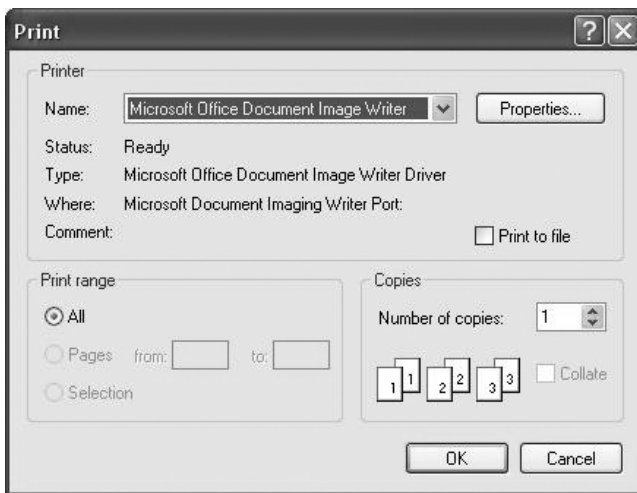 Print
Printer
Name: Microsoft Office Document Image Writer Properties...
Status: Ready
Type: Microsoft Office Document Image Writer Driver
Where: Microsoft Document Imaging Writer Port:
Comment: Print to file
Print range
All
Pages from: to:
Selection
Copies
Number of copies: 1
1 1 2 2 3 3 Collate
OK Cancel